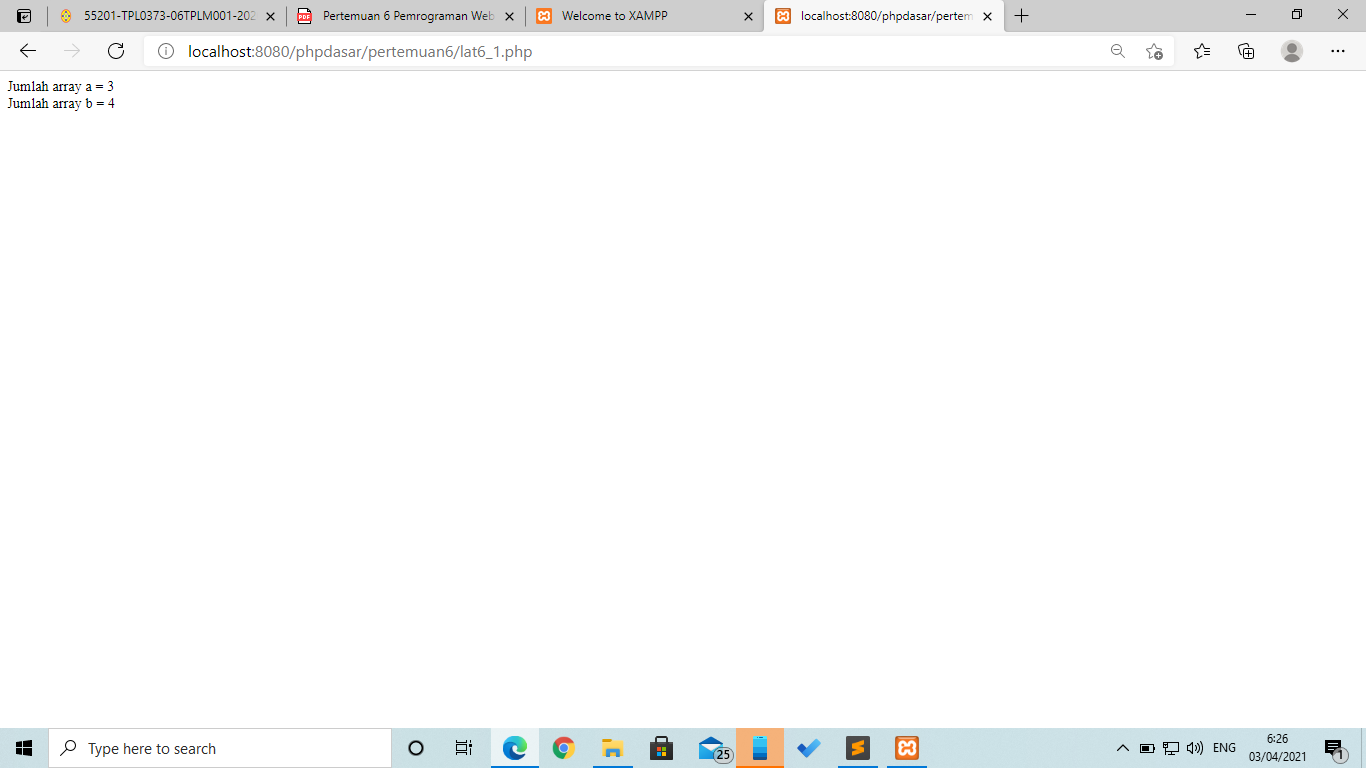 55201-TPL0373-06TPLM001-202
Pertemuan 6 Pemrograman Web
Welcome to XAMPP
localhost:8080/phpdasar/pertem
localhost:8080/phpdasar/pertemuan6/lat6_1.php
Jumlah array a = 3
Jumlah array b = 4
Type here to search
25
ENG
6:26
03/04/2021
1